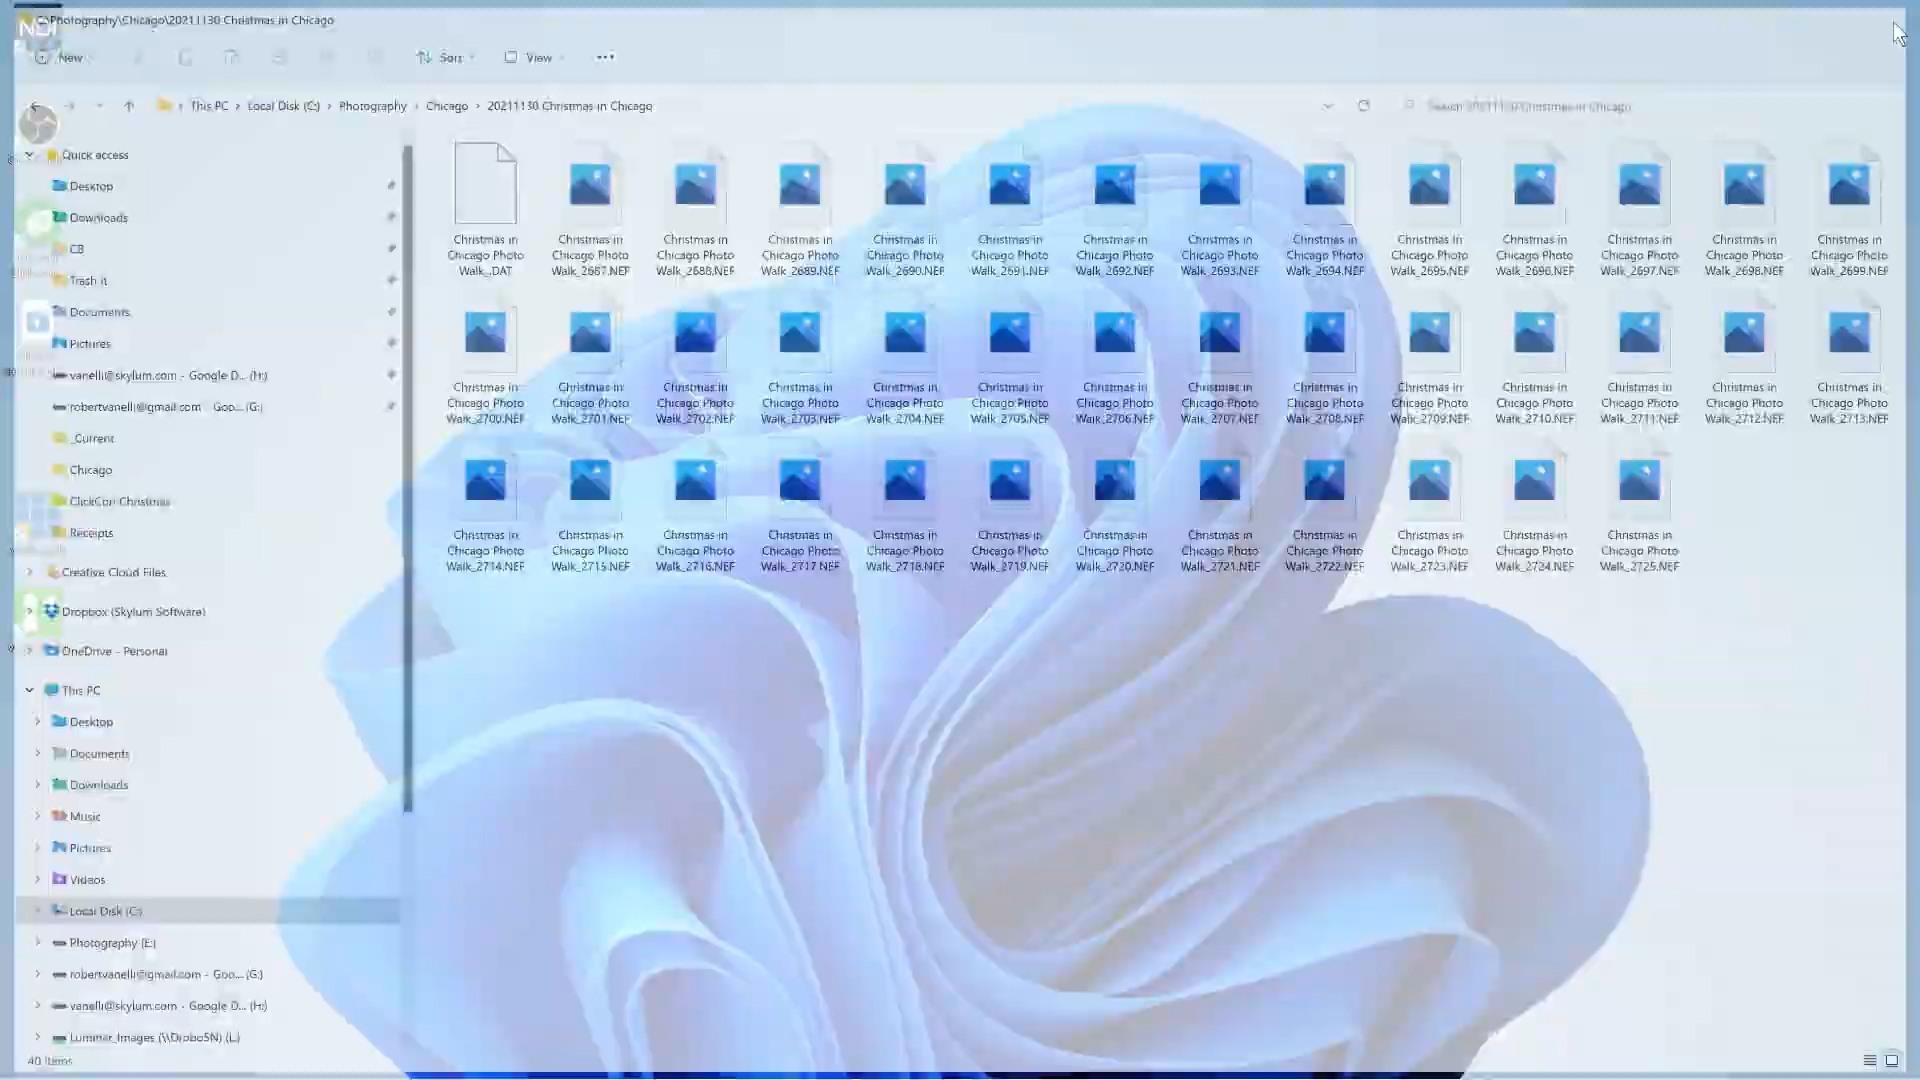 C:\Photography\Chicago\20211130 Christmas in Chicago
NDI
New
Sort
View
This PC > Local Disk (C:) > Photography > Chicago > 20211130 Christmas in Chicago
Search 20211130 Christmas in Chicago
Quick access
Desktop
Downloads
CB
Trash it
Documents
Pictures
vanelli@skylum.com - Google D... (H:)
robertvanelli@gmail.com - Goo... (G:)
_Current
Chicago
ClickCon Christmas
Receipts
Creative Cloud Files
Dropbox (Skylum Software)
OneDrive - Personal
This PC
Desktop
Documents
Downloads
Music
Pictures
Videos
Local Disk (C:)
Photography (E:)
robertvanelli@gmail.com - Goo... (G:)
vanelli@skylum.com - Google D... (H:)
Luminar_Images (\\Drobo5N) (L:)
40 items
Christmas in Chicago Photo Walk_.DAT
Christmas in Chicago Photo Walk_2687.NEF
Christmas in Chicago Photo Walk_2688.NEF
Christmas in Chicago Photo Walk_2689.NEF
Christmas in Chicago Photo Walk_2690.NEF
Christmas in Chicago Photo Walk_2691.NEF
Christmas in Chicago Photo Walk_2692.NEF
Christmas in Chicago Photo Walk_2693.NEF
Christmas in Chicago Photo Walk_2694.NEF
Christmas in Chicago Photo Walk_2695.NEF
Christmas in Chicago Photo Walk_2696.NEF
Christmas in Chicago Photo Walk_2697.NEF
Christmas in Chicago Photo Walk_2698.NEF
Christmas in Chicago Photo Walk_2699.NEF
Christmas in Chicago Photo Walk_2700.NEF
Christmas in Chicago Photo Walk_2701.NEF
Christmas in Chicago Photo Walk_2702.NEF
Christmas in Chicago Photo Walk_2703.NEF
Christmas in Chicago Photo Walk_2704.NEF
Christmas in Chicago Photo Walk_2705.NEF
Christmas in Chicago Photo Walk_2706.NEF
Christmas in Chicago Photo Walk_2707.NEF
Christmas in Chicago Photo Walk_2708.NEF
Christmas in Chicago Photo Walk_2709.NEF
Christmas in Chicago Photo Walk_2710.NEF
Christmas in Chicago Photo Walk_2711.NEF
Christmas in Chicago Photo Walk_2712.NEF
Christmas in Chicago Photo Walk_2713.NEF
Christmas in Chicago Photo Walk_2714.NEF
Christmas in Chicago Photo Walk_2715.NEF
Christmas in Chicago Photo Walk_2716.NEF
Christmas in Chicago Photo Walk_2717.NEF
Christmas in Chicago Photo Walk_2718.NEF
Christmas in Chicago Photo Walk_2719.NEF
Christmas in Chicago Photo Walk_2720.NEF
Christmas in Chicago Photo Walk_2721.NEF
Christmas in Chicago Photo Walk_2722.NEF
Christmas in Chicago Photo Walk_2723.NEF
Christmas in Chicago Photo Walk_2724.NEF
Christmas in Chicago Photo Walk_2725.NEF